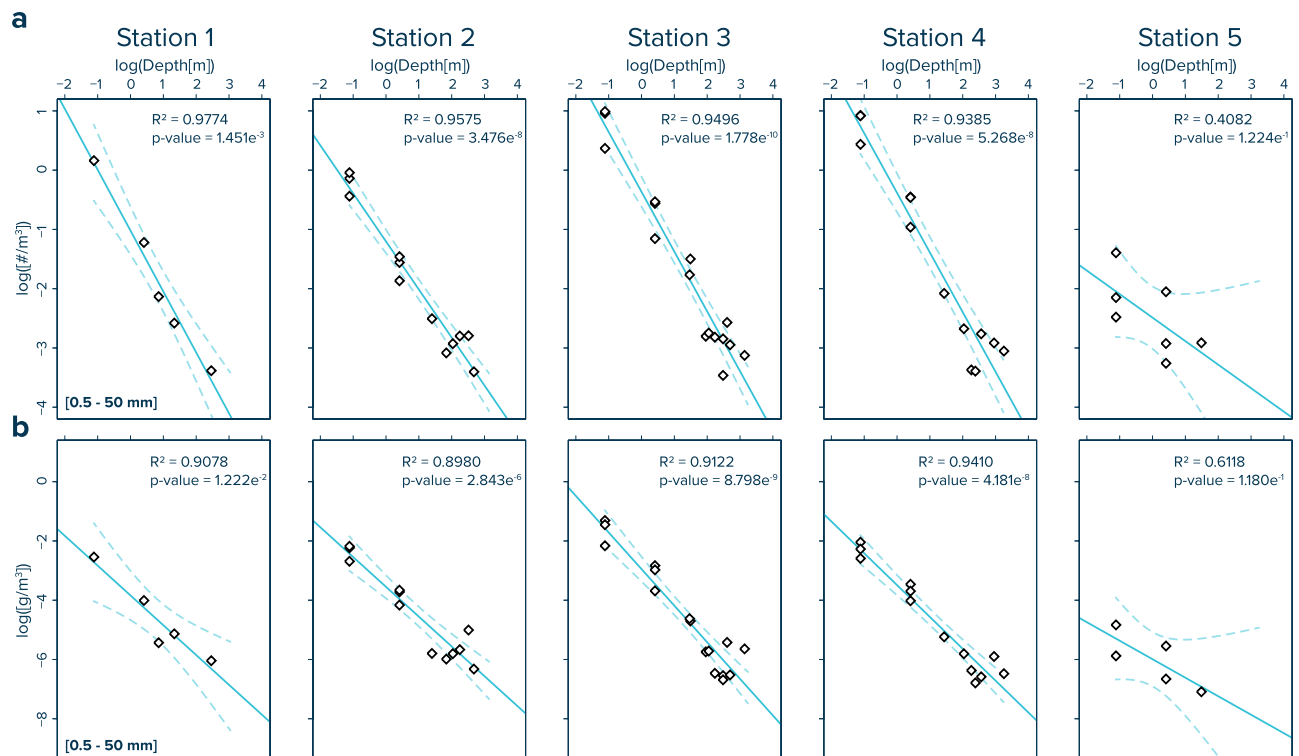 a
Station 1 Station 2 Station 3 Station 4 Station 5
log(Depth[m]) log(Depth[m]) log(Depth[m]) log(Depth[m]) log(Depth[m])
−2 −1 0 1 2 3 4 −2 −1 0 1 2 3 4 −2 −1 0 1 2 3 4 −2 −1 0 1 2 3 4 −2 −1 0 1 2 3 4
R² = 0.9774 R² = 0.9575 R² = 0.9496 R² = 0.9385 R² = 0.4082
p-value = 1.451e⁻³ p-value = 3.476e⁻⁸ p-value = 1.778e⁻¹⁰ p-value = 5.268e⁻⁸ p-value = 1.224e⁻¹
log([#/m³])
1
0
−1
−2
−3
−4
[0.5 - 50 mm]
b
R² = 0.9078 R² = 0.8980 R² = 0.9122 R² = 0.9410 R² = 0.6118
p-value = 1.222e⁻² p-value = 2.843e⁻⁶ p-value = 8.798e⁻⁹ p-value = 4.181e⁻⁸ p-value = 1.180e⁻¹
log([g/m³])
0
−2
−4
−6
−8
[0.5 - 50 mm]